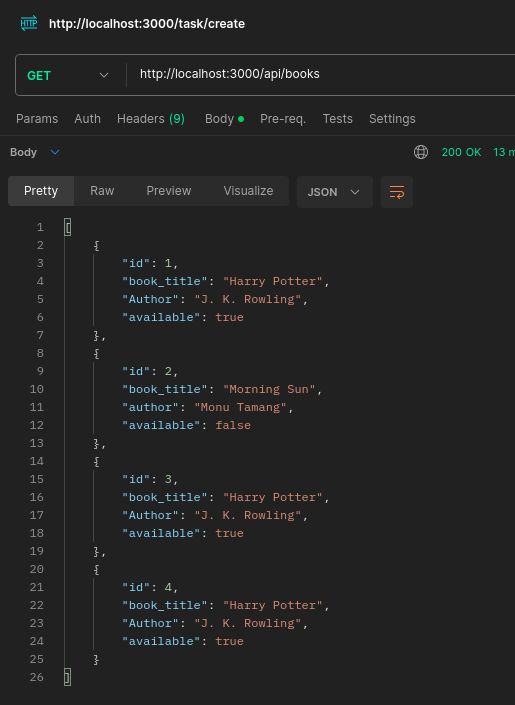 HTTP http://localhost:3000/task/create
GET http://localhost:3000/api/books
Params Auth Headers (9) Body Pre-req. Tests Settings
Body 200 OK 13 m
Pretty Raw Preview Visualize JSON
1 [
2 {
3 "id": 1,
4 "book_title": "Harry Potter",
5 "Author": "J. K. Rowling",
6 "available": true
7 },
8 {
9 "id": 2,
10 "book_title": "Morning Sun",
11 "author": "Monu Tamang",
12 "available": false
13 },
14 {
15 "id": 3,
16 "book_title": "Harry Potter",
17 "Author": "J. K. Rowling",
18 "available": true
19 },
20 {
21 "id": 4,
22 "book_title": "Harry Potter",
23 "Author": "J. K. Rowling",
24 "available": true
25 }
26 ]